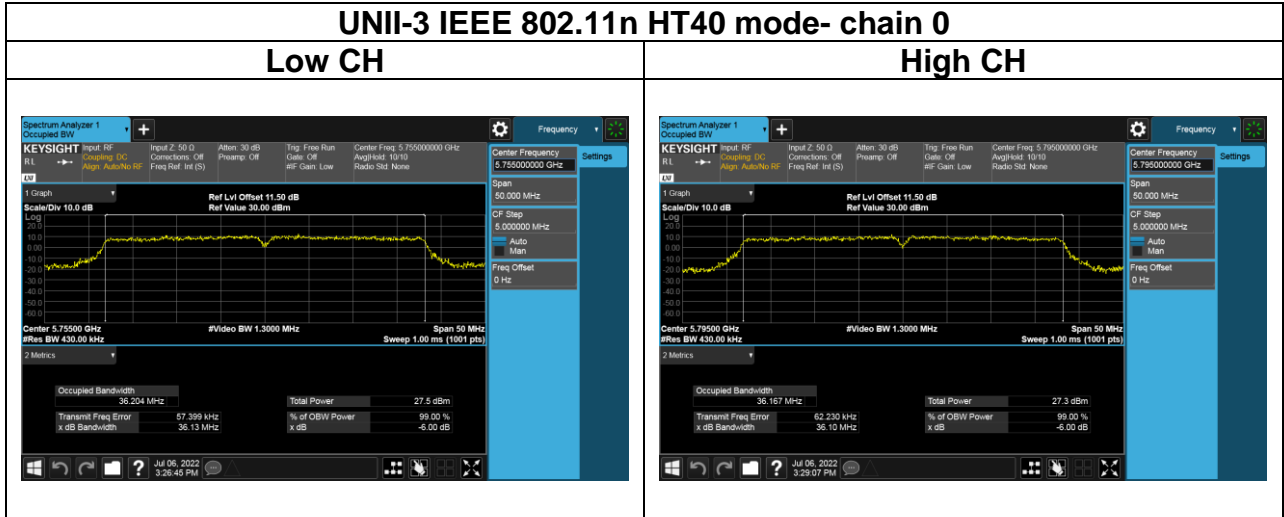 UNII-3 IEEE 802.11n HT40 mode- chain 0
Low CH
High CH
Spectrum Analyzer 1
Occupied BW
+
Frequency
KEYSIGHT
RL
LXI
Input: RF
Coupling: DC
Align: Auto/No RF
Input Z: 50 Ω
Corrections: Off
Freq Ref: Int (S)
Atten: 30 dB
Preamp: Off
Trig: Free Run
Gate: Off
#IF Gain: Low
Center Freq: 5.755000000 GHz
Avg|Hold: 10/10
Radio Std: None
Center Frequency
5.755000000 GHz
Settings
Span
50.000 MHz
CF Step
5.000000 MHz
Auto
Man
Freq Offset
0 Hz
1 Graph
Scale/Div 10.0 dB
Ref Lvl Offset 11.50 dB
Ref Value 30.00 dBm
Log
20.0
10.0
0.00
-10.0
-20.0
-30.0
-40.0
-50.0
-60.0
Center 5.75500 GHz
#Video BW 1.3000 MHz
Span 50 MHz
#Res BW 430.00 kHz
Sweep 1.00 ms (1001 pts)
2 Metrics
Occupied Bandwidth
36.204 MHz
Total Power 27.5 dBm
Transmit Freq Error 57.399 kHz
% of OBW Power 99.00 %
x dB Bandwidth 36.13 MHz
x dB -6.00 dB
?
Jul 06, 2022
3:26:45 PM
Spectrum Analyzer 1
Occupied BW
+
Frequency
KEYSIGHT
RL
LXI
Input: RF
Coupling: DC
Align: Auto/No RF
Input Z: 50 Ω
Corrections: Off
Freq Ref: Int (S)
Atten: 30 dB
Preamp: Off
Trig: Free Run
Gate: Off
#IF Gain: Low
Center Freq: 5.795000000 GHz
Avg|Hold: 10/10
Radio Std: None
Center Frequency
5.795000000 GHz
Settings
Span
50.000 MHz
CF Step
5.000000 MHz
Auto
Man
Freq Offset
0 Hz
1 Graph
Scale/Div 10.0 dB
Ref Lvl Offset 11.50 dB
Ref Value 30.00 dBm
Log
20.0
10.0
0.00
-10.0
-20.0
-30.0
-40.0
-50.0
-60.0
Center 5.79500 GHz
#Video BW 1.3000 MHz
Span 50 MHz
#Res BW 430.00 kHz
Sweep 1.00 ms (1001 pts)
2 Metrics
Occupied Bandwidth
36.167 MHz
Total Power 27.3 dBm
Transmit Freq Error 62.230 kHz
% of OBW Power 99.00 %
x dB Bandwidth 36.10 MHz
x dB -6.00 dB
?
Jul 06, 2022
3:29:07 PM